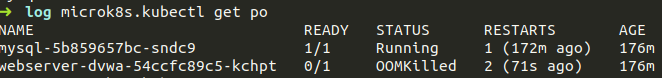 → log microk8s.kubectl get po
NAME READY STATUS RESTARTS AGE
mysql-5b859657bc-sndc9 1/1 Running 1 (172m ago) 176m
webserver-dvwa-54ccfc89c5-kchpt 0/1 OOMKilled 2 (71s ago) 176m